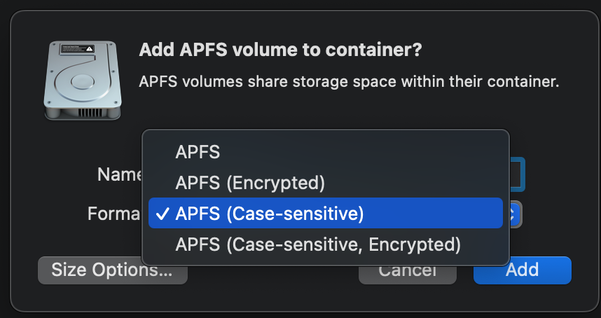 Add APFS volume to container?
APFS volumes share storage space within their container.
APFS
Name
APFS (Encrypted)
Forma
✓ APFS (Case-sensitive)
APFS (Case-sensitive, Encrypted)
Size Options...
Cancel
Add